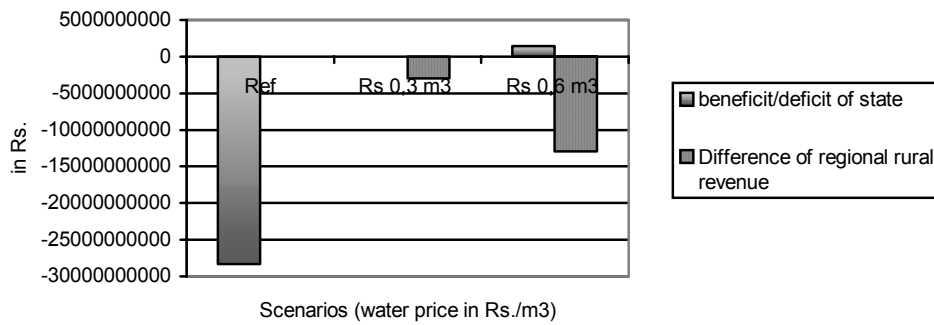 5000000000
0
-5000000000
-10000000000
-15000000000
-20000000000
-25000000000
-30000000000
in Rs.
Ref
Rs 0,3 m3
Rs 0,6 m3
Scenarios (water price in Rs./m3)
beneficit/deficit of state
Difference of regional rural
revenue